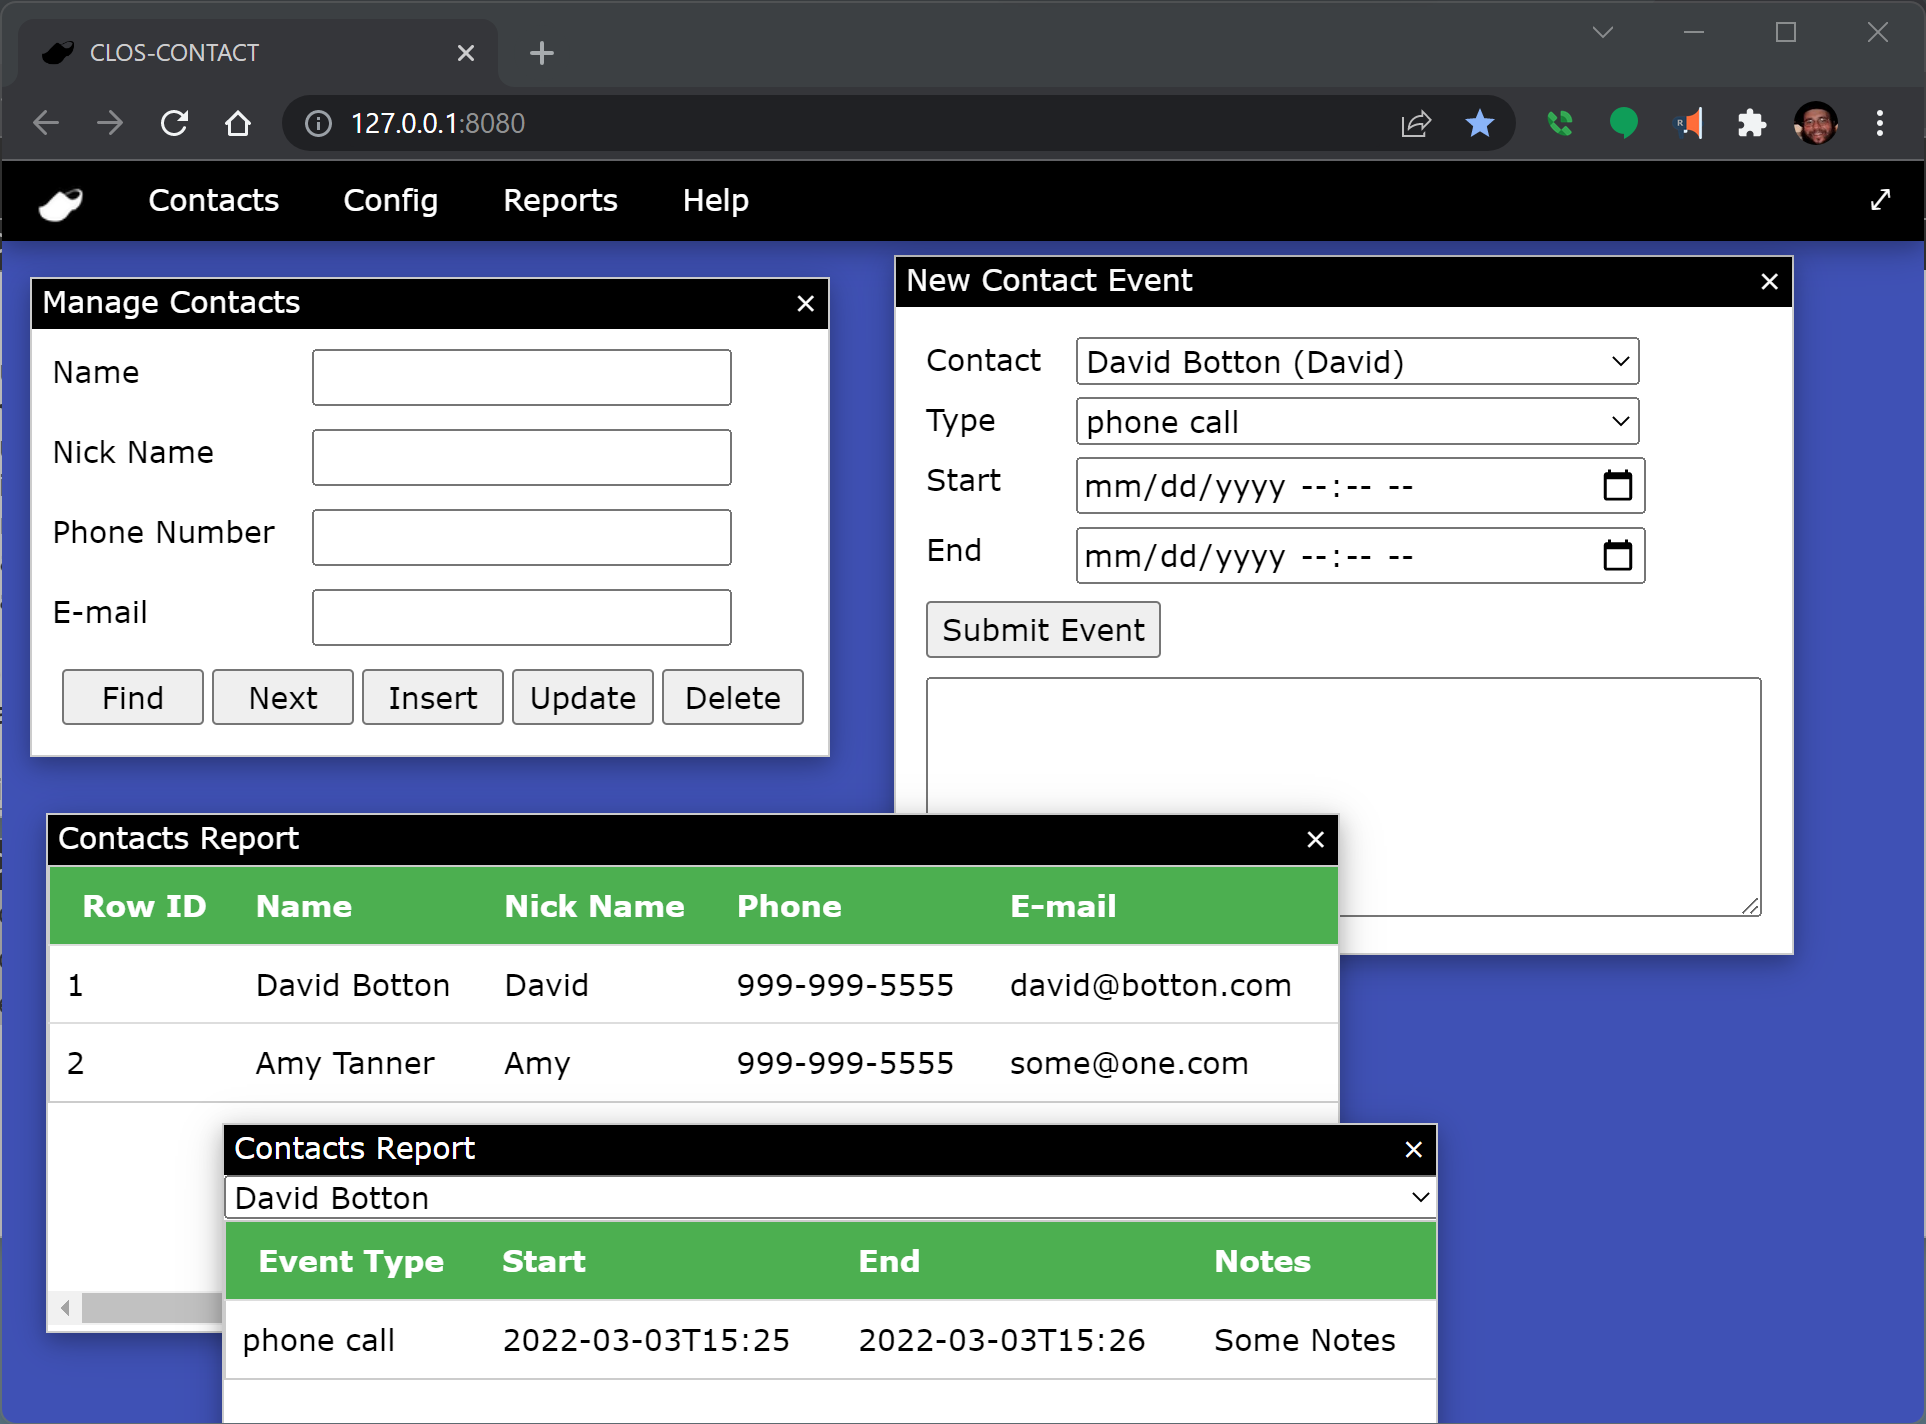 CLOS-CONTACT
127.0.0.1:8080
Contacts Config Reports Help
Manage Contacts
Name
Nick Name
Phone Number
E-mail
Find Next Insert Update Delete
New Contact Event
Contact David Botton (David)
Type phone call
Start mm/dd/yyyy --:-- --
End mm/dd/yyyy --:-- --
Submit Event
Contacts Report
Row ID Name Nick Name Phone E-mail
1 David Botton David 999-999-5555 david@botton.com
2 Amy Tanner Amy 999-999-5555 some@one.com
Contacts Report
David Botton
Event Type Start End Notes
phone call 2022-03-03T15:25 2022-03-03T15:26 Some Notes